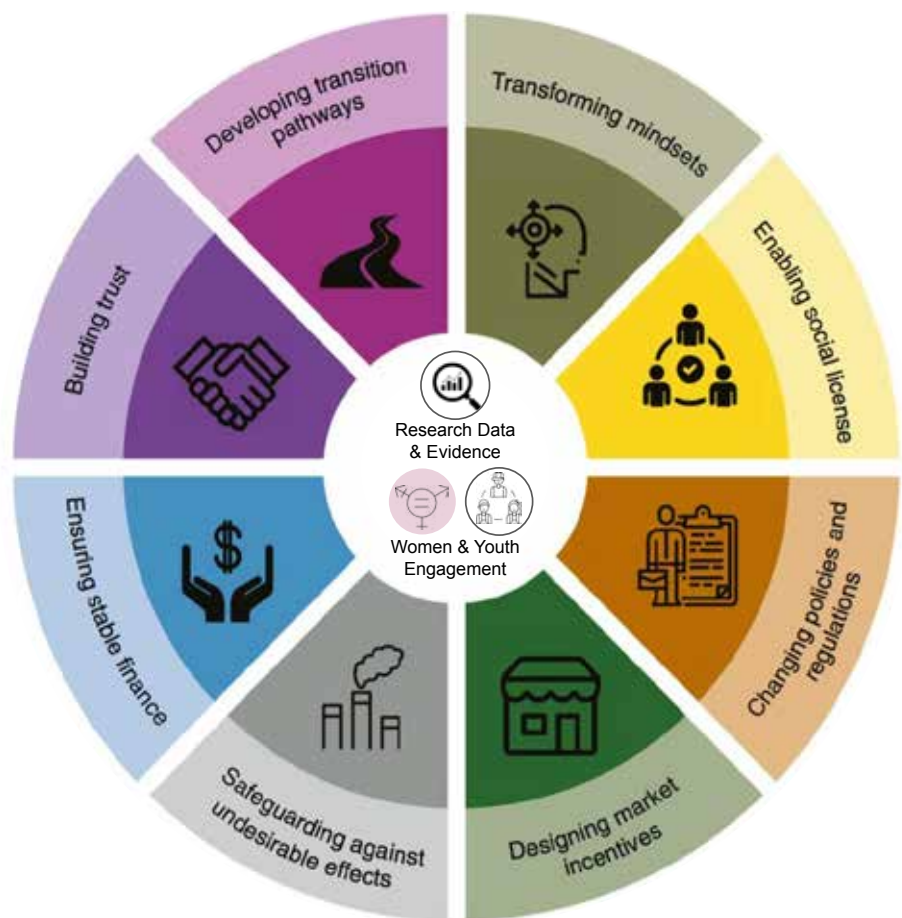 Developing transition
pathways
Transforming mindsets
Enabling social license
Changing policies and
regulations
Designing market
incentives
Safeguarding against
undesirable effects
Ensuring stable finance
Building trust
Research Data
& Evidence
Women & Youth
Engagement